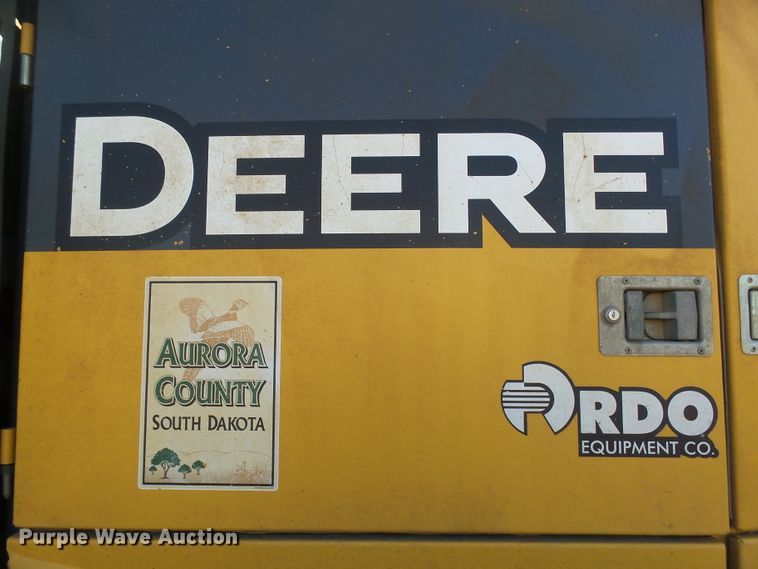 DEERE
AURORA
COUNTY
SOUTH DAKOTA
RDO
EQUIPMENT CO.
Purple Wave Auction